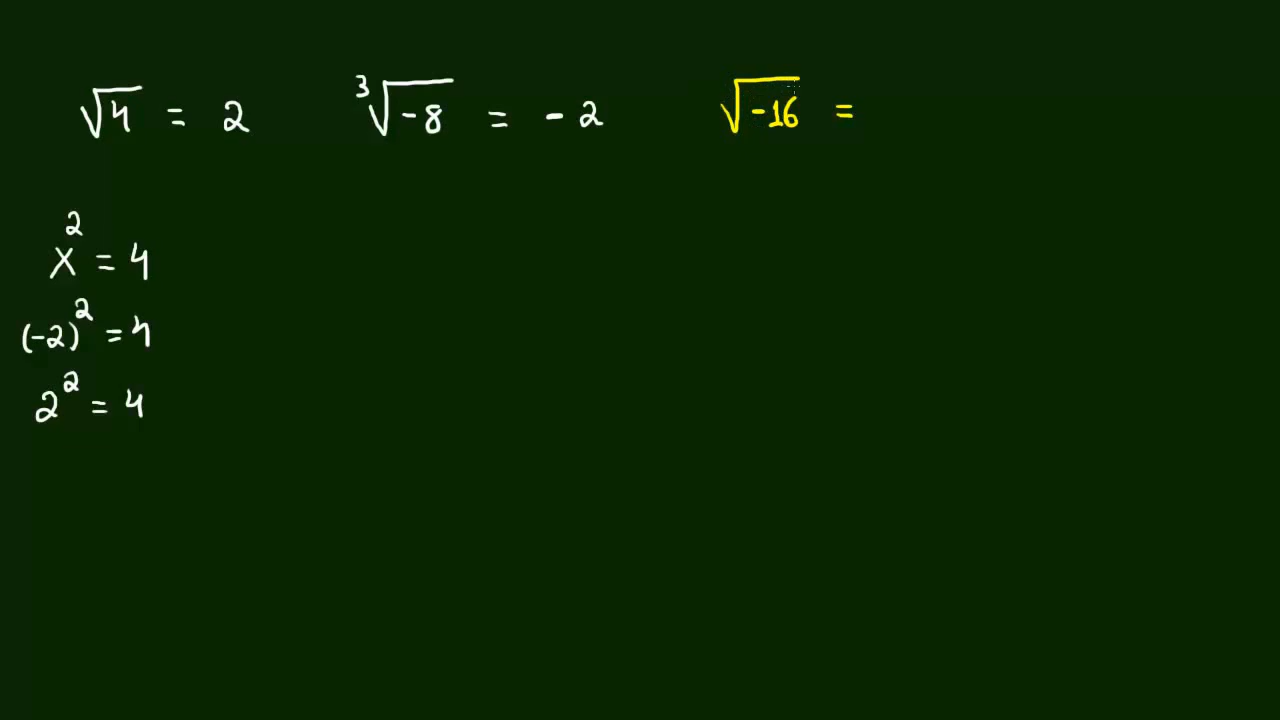 √4 = 2 ∛-8 = -2 √-16 =
x² = 4
(-2)² = 4
2² = 4